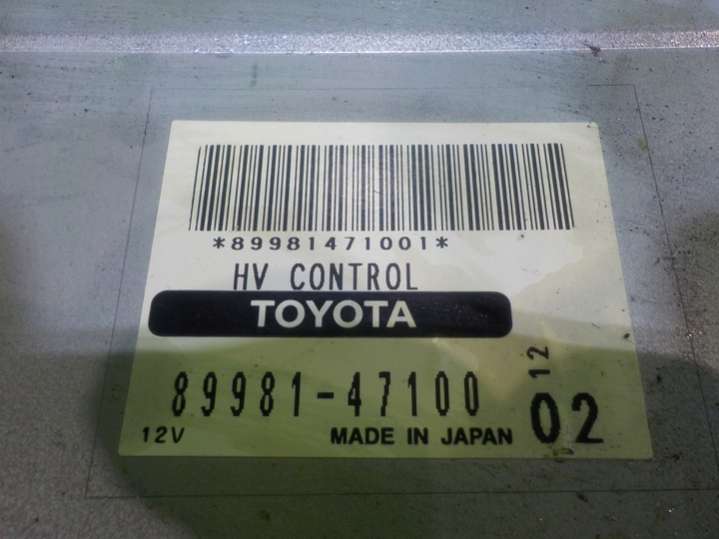 *89981471001*
HV CONTROL
TOYOTA
89981-47100
12
02
12V
MADE IN JAPAN